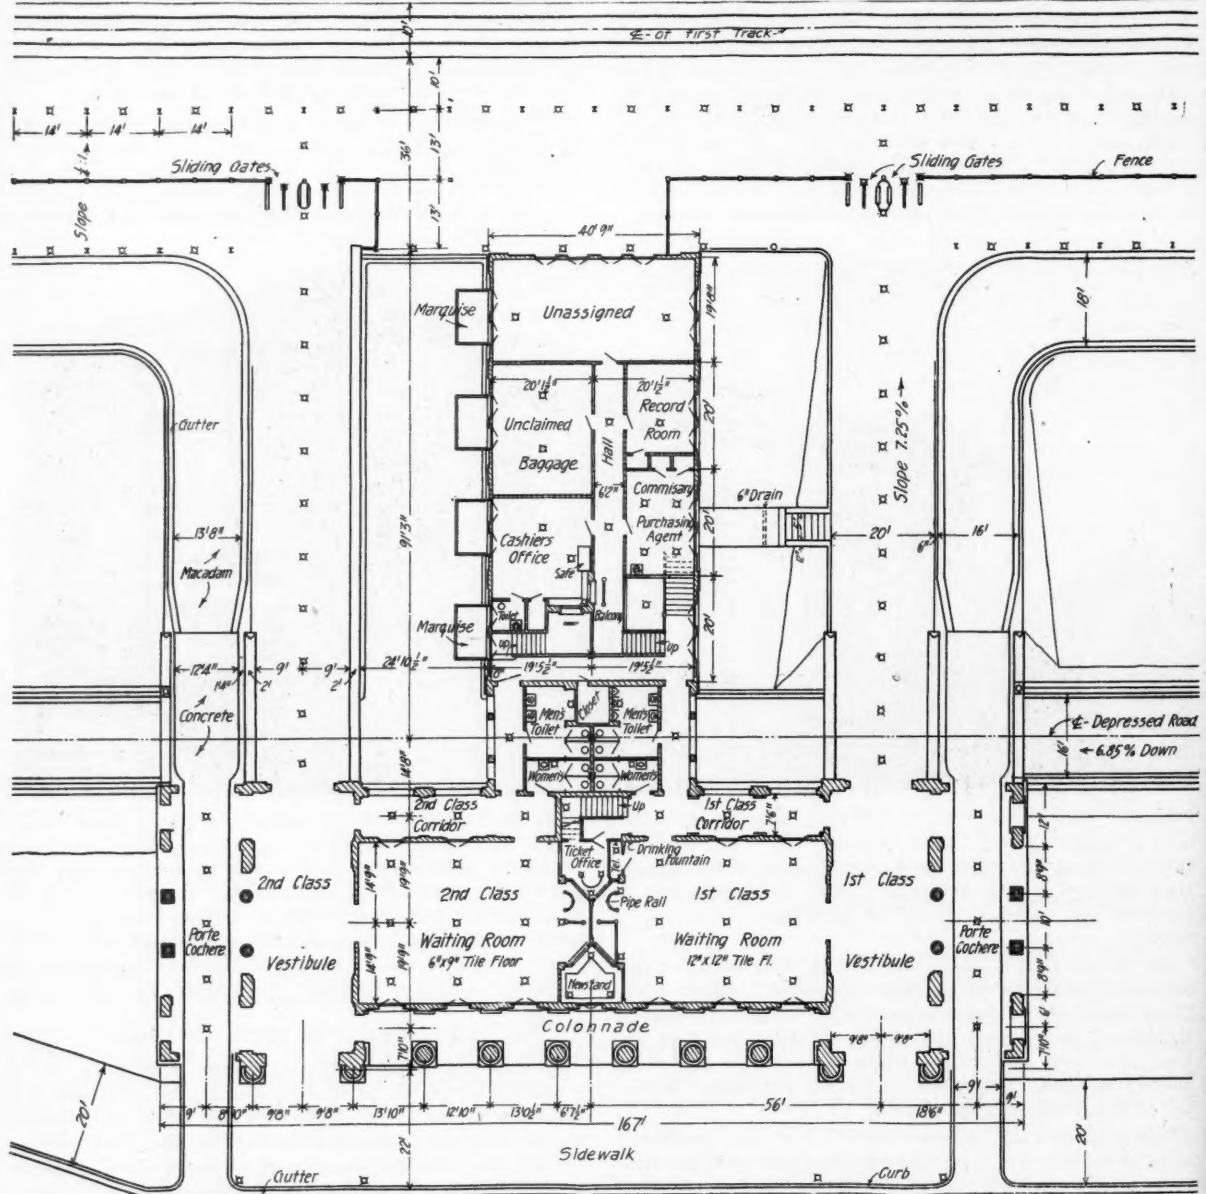 10'
℄-of first Track-
10'
14'
14'
14'
36'
13'
Sliding Gates
Sliding Gates
Fence
Slope
13'
40' 9"
18'
Marquise
Unassigned
19'8"
20'1½"
20'1½"
Record
Room
Unclaimed
Baggage
Hall
20'
Slope 7.25%
Gutter
6'2"
Commisary
6" Drain
Purchasing
Agent
20'
13'8"
91'3"
Cashiers
Office
Safe
20'
6"
16'
Macadam
Toilet
Balcony
20'
Marquise
up
up
12'4"
9'
9'
24'10½"
19'5½"
19'5½"
1'4"
2'
2'
Concrete
Men's
Toilet
Closet
Men's
Toilet
℄-Depressed Road
16'
6.85% Down
14'8"
Women's
Women's
2nd Class
Corridor
Up
1st Class
Corridor
7'6"
12'
Ticket
Office
Tel.
Drinking
Fountain
14'9"
19'9"
8'9"
2nd Class
2nd Class
1st Class
1st Class
Pipe Rail
10'
Porte
Cochere
Waiting Room
6"x9" Tile Floor
Waiting Room
12"x12" Tile Fl.
Porte
Cochere
Vestibule
Vestibule
14'9"
19'9"
8'9"
Newstand
6'
Colonnade
7'10"
9'8"
9'8"
7'10"
20'
9'
9'
8'10"
9'8"
9'8"
13'10"
12'10"
13'0½"
6'7½"
56'
18'6"
9'
167'
20'
22'
Sidewalk
Gutter
Curb